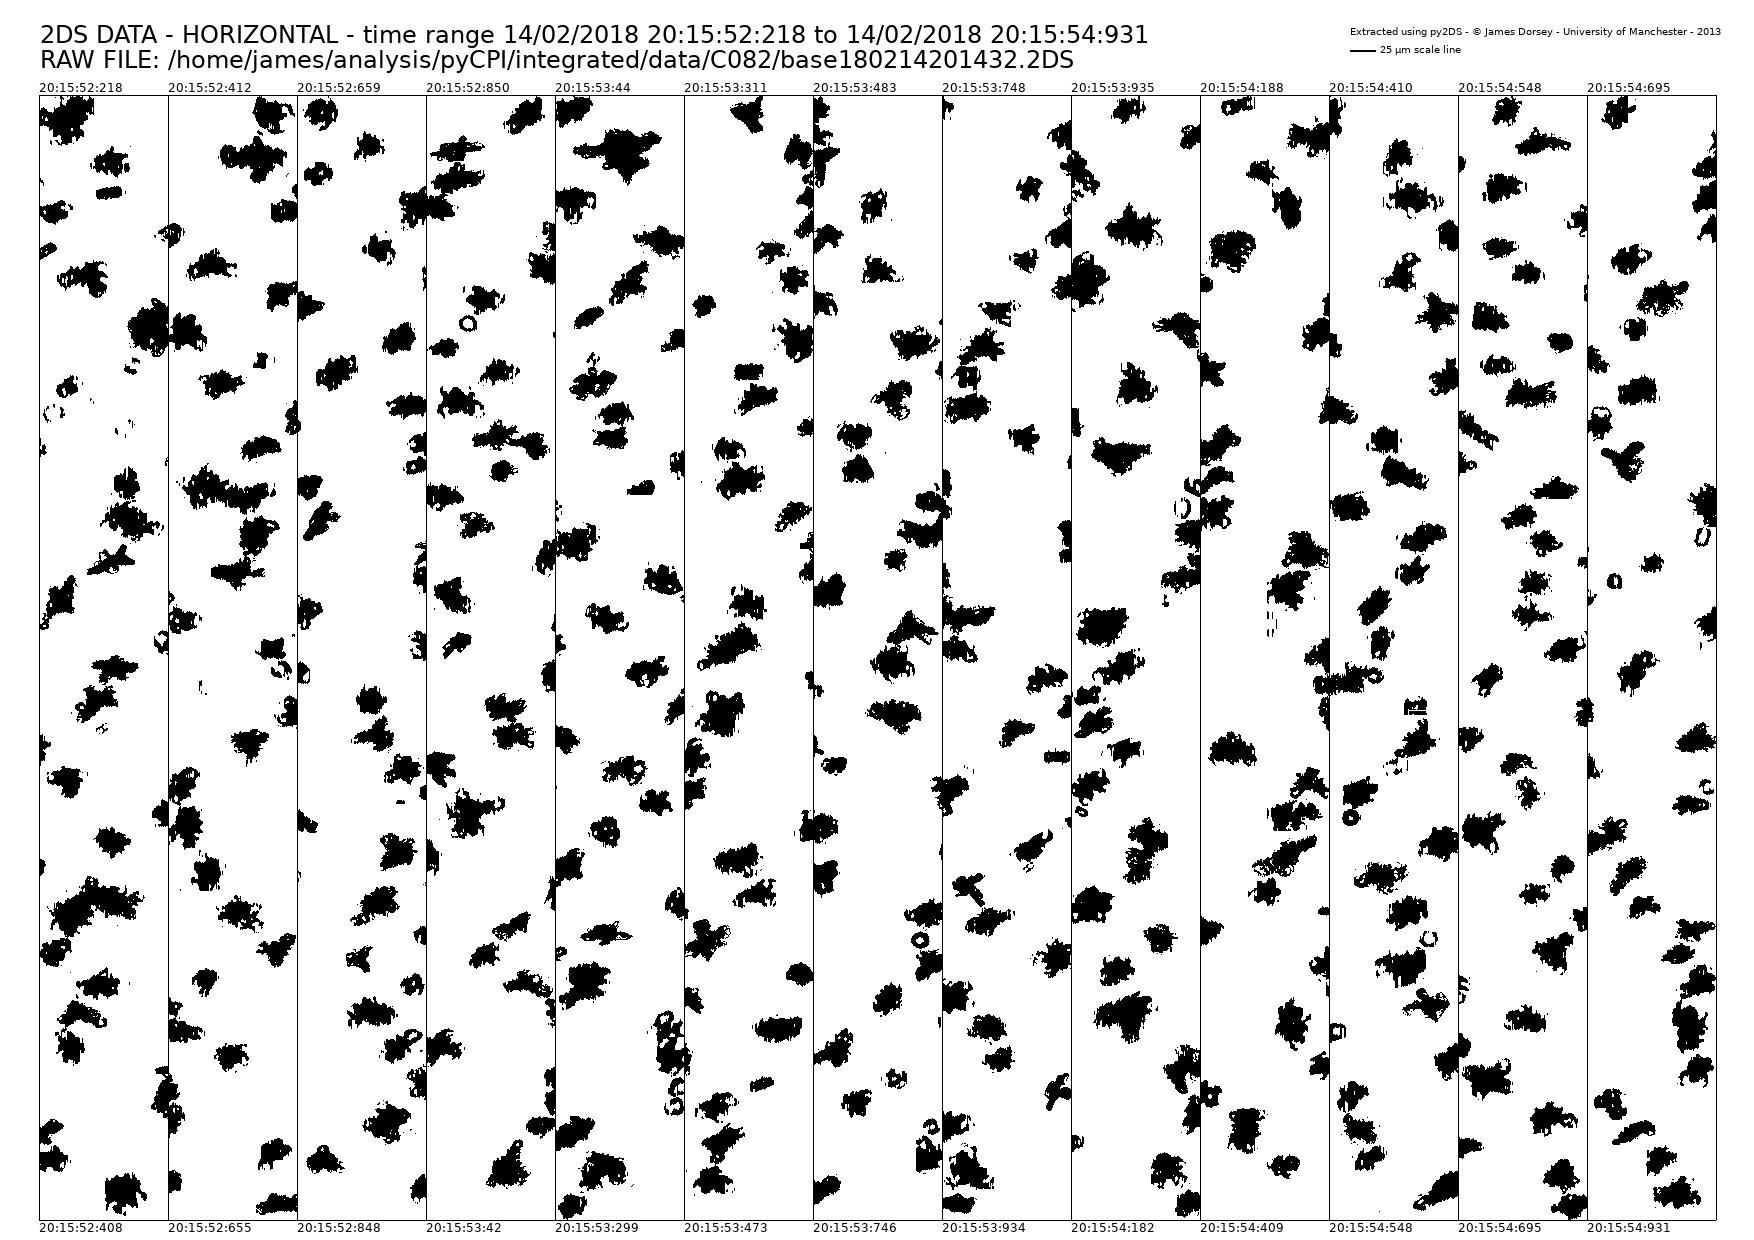 2DS DATA - HORIZONTAL - time range 14/02/2018 20:15:52:218 to 14/02/2018 20:15:54:931
RAW FILE: /home/james/analysis/pyCPI/integrated/data/C082/base180214201432.2DS
Extracted using py2DS - © James Dorsey - University of Manchester - 2013
25 µm scale line
20:15:52:218 20:15:52:412 20:15:52:659 20:15:52:850 20:15:53:44 20:15:53:311 20:15:53:483 20:15:53:748 20:15:53:935 20:15:54:188 20:15:54:410 20:15:54:548 20:15:54:695
20:15:52:408 20:15:52:655 20:15:52:848 20:15:53:42 20:15:53:299 20:15:53:473 20:15:53:746 20:15:53:934 20:15:54:182 20:15:54:409 20:15:54:548 20:15:54:695 20:15:54:931